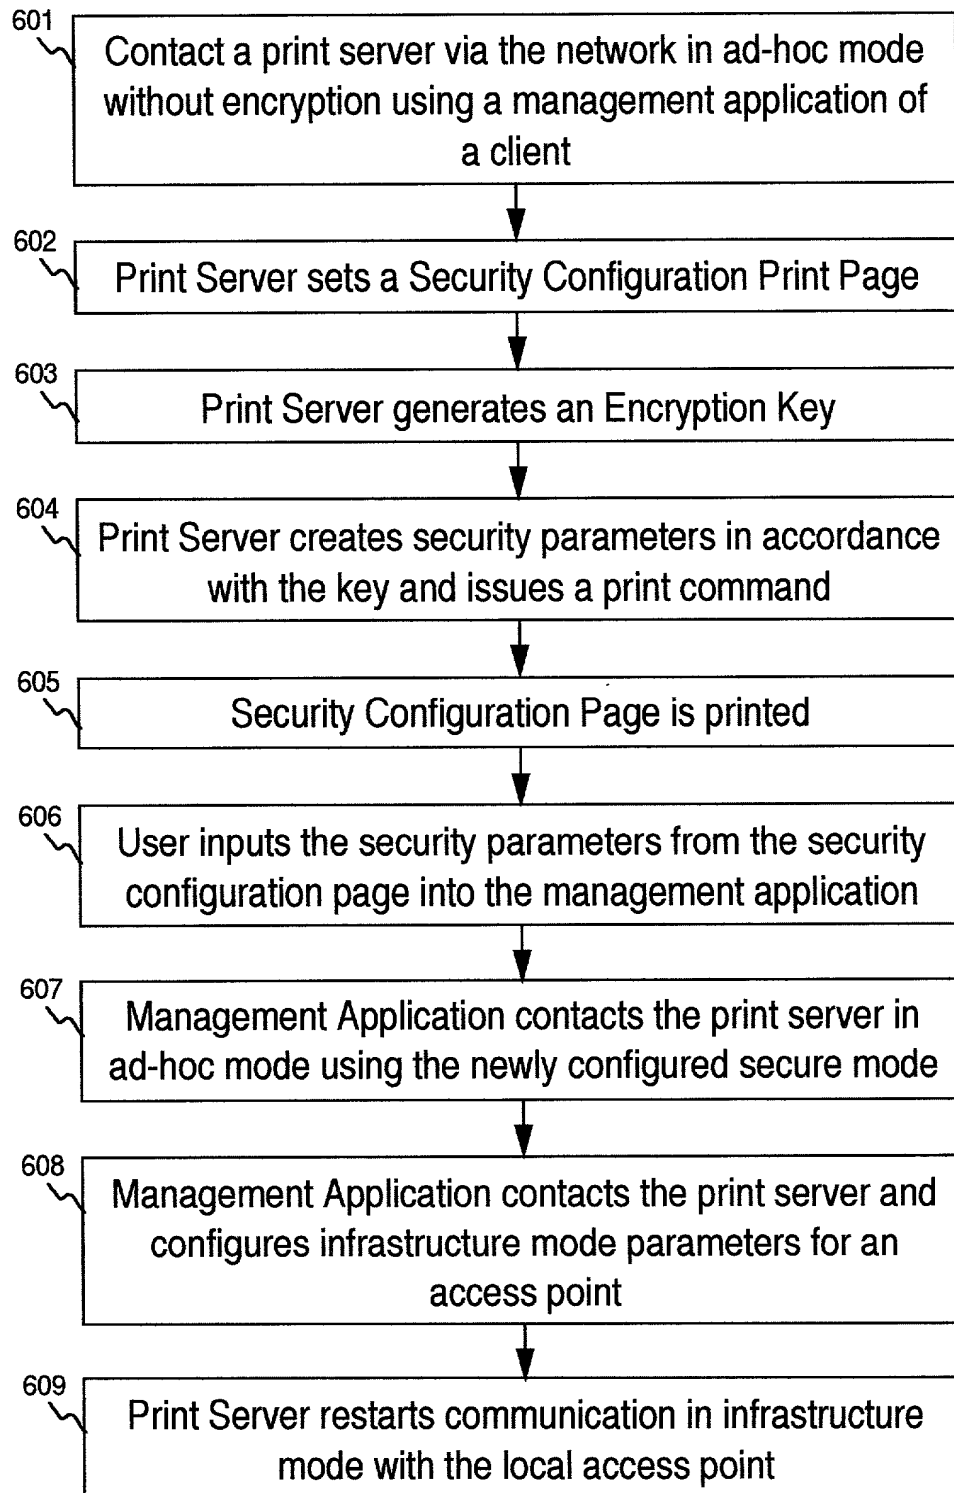 601
Contact a print server via the network in ad-hoc mode
without encryption using a management application of
a client
602
Print Server sets a Security Configuration Print Page
603
Print Server generates an Encryption Key
604
Print Server creates security parameters in accordance
with the key and issues a print command
605
Security Configuration Page is printed
606
User inputs the security parameters from the security
configuration page into the management application
607
Management Application contacts the print server in
ad-hoc mode using the newly configured secure mode
608
Management Application contacts the print server and
configures infrastructure mode parameters for an
access point
609
Print Server restarts communication in infrastructure
mode with the local access point